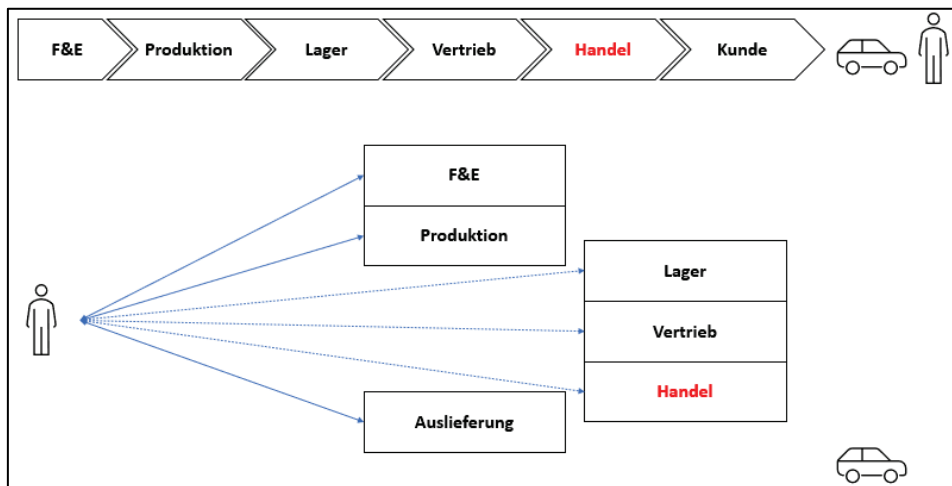 F&E
Produktion
Lager
Vertrieb
Handel
Kunde
F&E
Produktion
Lager
Vertrieb
Handel
Auslieferung